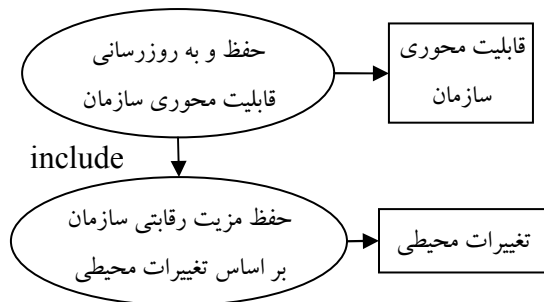 حفظ و به روزرسانی
قابلیت محوری سازمان
قابلیت محوری
سازمان
include
حفظ مزیت رقابتی سازمان
بر اساس تغییرات محیطی
تغییرات محیطی